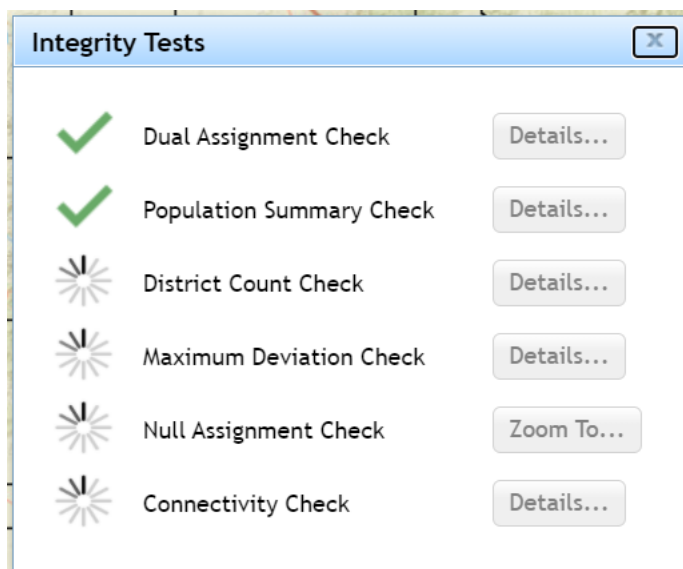 Integrity Tests
x
Dual Assignment Check Details...
Population Summary Check Details...
District Count Check Details...
Maximum Deviation Check Details...
Null Assignment Check Zoom To...
Connectivity Check Details...